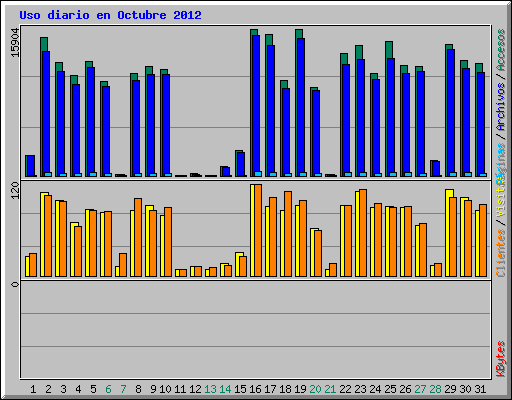 Uso diario en Octubre 2012
15904
120
0
KBytes
Clientes / Visitas
Páginas / Archivos / Accesos
1 2 3 4 5 6 7 8 9 10 11 12 13 14 15 16 17 18 19 20 21 22 23 24 25 26 27 28 29 30 31